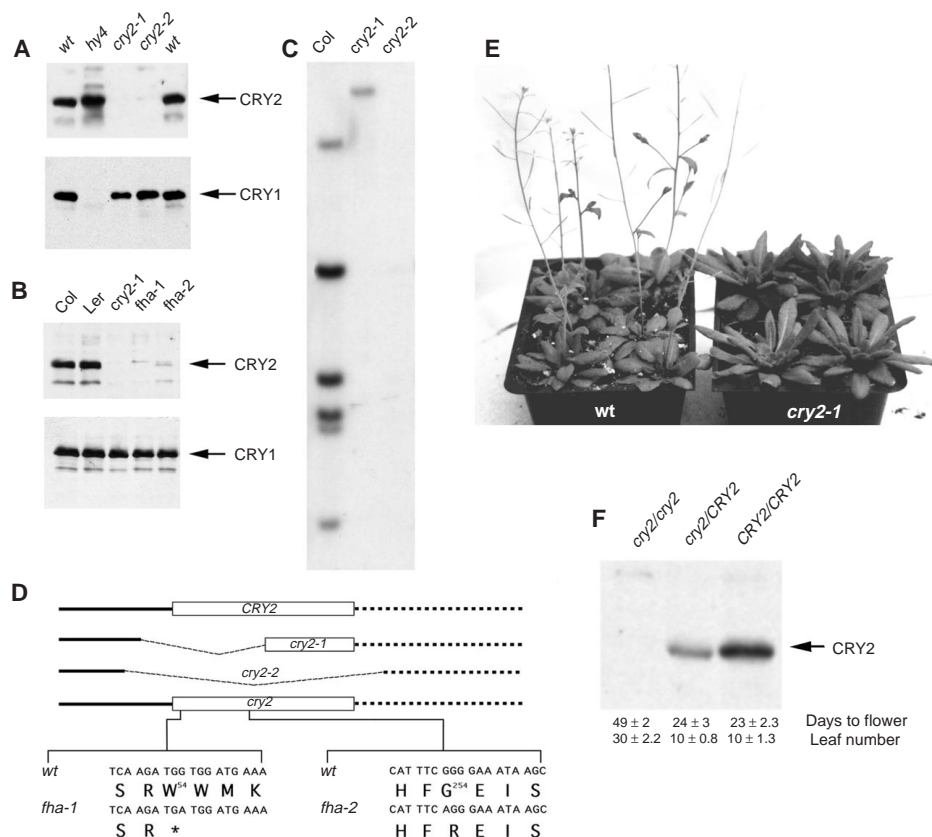 A
wt hy4 cry2-1 cry2-2 wt
CRY2
CRY1
B
Col Ler cry2-1 fha-1 fha-2
CRY2
CRY1
C
Col cry2-1 cry2-2
D
CRY2
cry2-1
cry2-2
cry2
wt TCA AGA TGG TGG ATG AAA
S R W54 W M K
fha-1 TCA AGA TGA TGG ATG AAA
S R *
wt CAT TTC GGG GAA ATA AGC
H F G254 E I S
fha-2 CAT TTC AGG GAA ATA AGC
H F R E I S
E
wt cry2-1
F
cry2/cry2 cry2/CRY2 CRY2/CRY2
CRY2
49 ± 2 24 ± 3 23 ± 2.3 Days to flower
30 ± 2.2 10 ± 0.8 10 ± 1.3 Leaf number